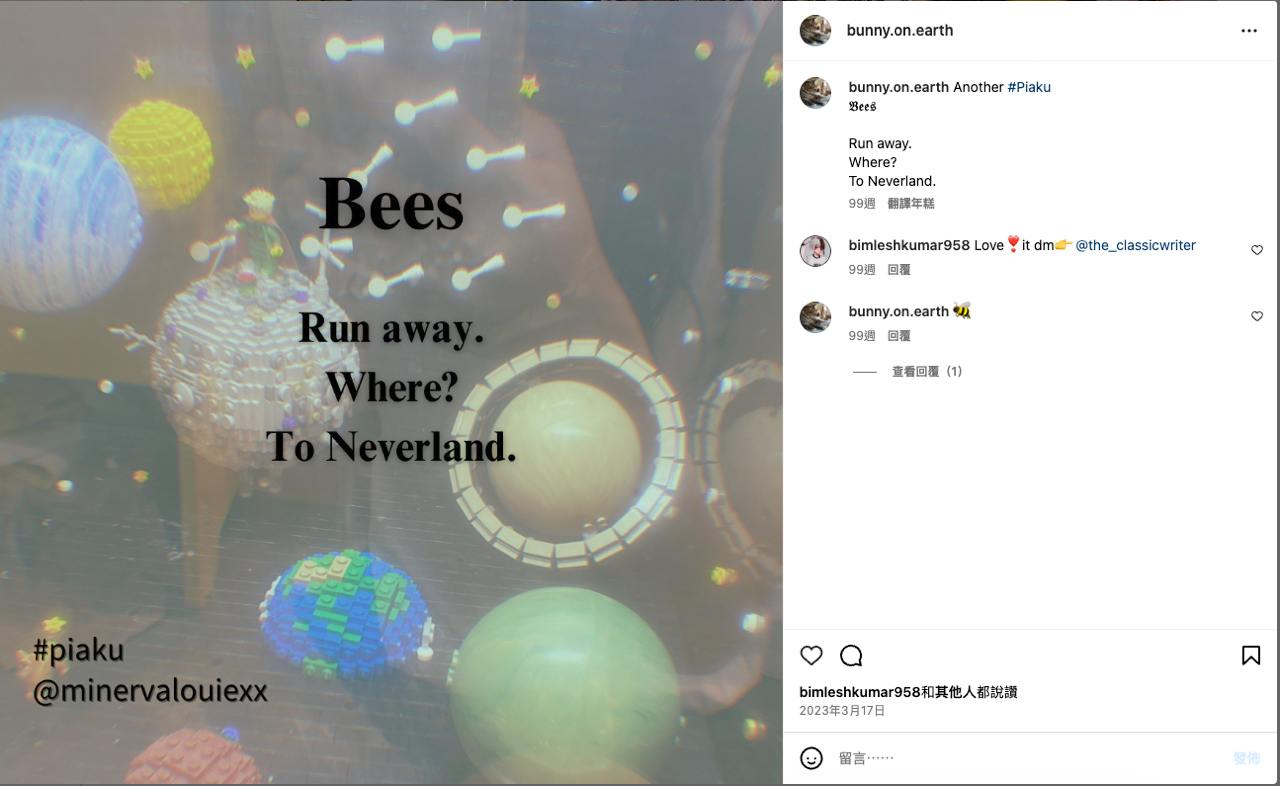 Bees
Run away.
Where?
To Neverland.
#piaku
@minervalouiexx
bunny.on.earth
bunny.on.earth Another #Piaku
𝕭𝖊𝖊𝖘
Run away.
Where?
To Neverland.
99週 翻譯年糕
bimleshkumar958 Love❣️it dm👉 @the_classicwriter
99週 回覆
bunny.on.earth 🐝
99週 回覆
查看回覆（1）
bimleshkumar958和其他人都說讚
2023年3月17日
留言⋯⋯
發佈